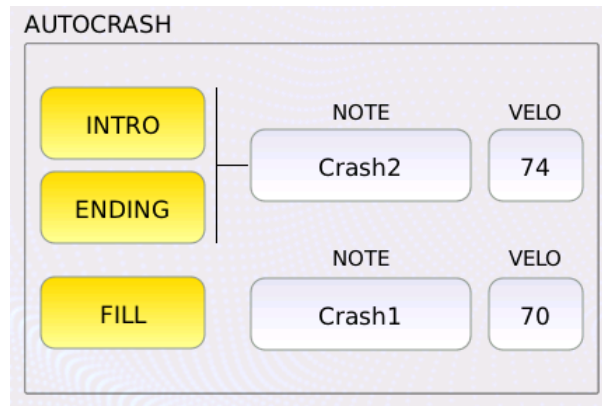 AUTOCRASH
INTRO
NOTE VELO
Crash2 74
ENDING
NOTE VELO
FILL Crash1 70